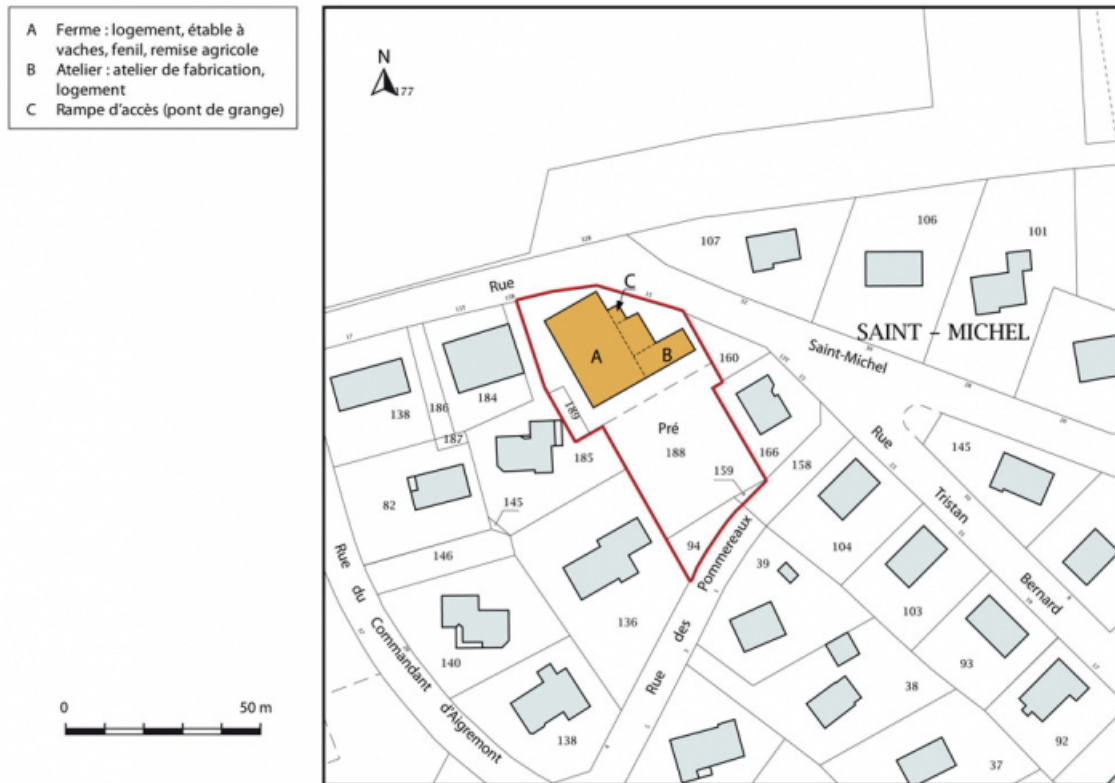 A Ferme : logement, étable à
vaches, fenil, remise agricole
B Atelier : atelier de fabrication,
logement
C Rampe d'accès (pont de grange)
N
177
106
107
101
C
Rue
SAINT – MICHEL
Saint-Michel
A
B
160
138
186
184
187
189
Pré
188
185
166
159
158
145
82
145
146
94
Rue
Tristan
Bernard
Rue du Commandant d'Aigremont
Rue des Pommereaux
39
104
103
136
93
140
38
138
92
37
0 50 m